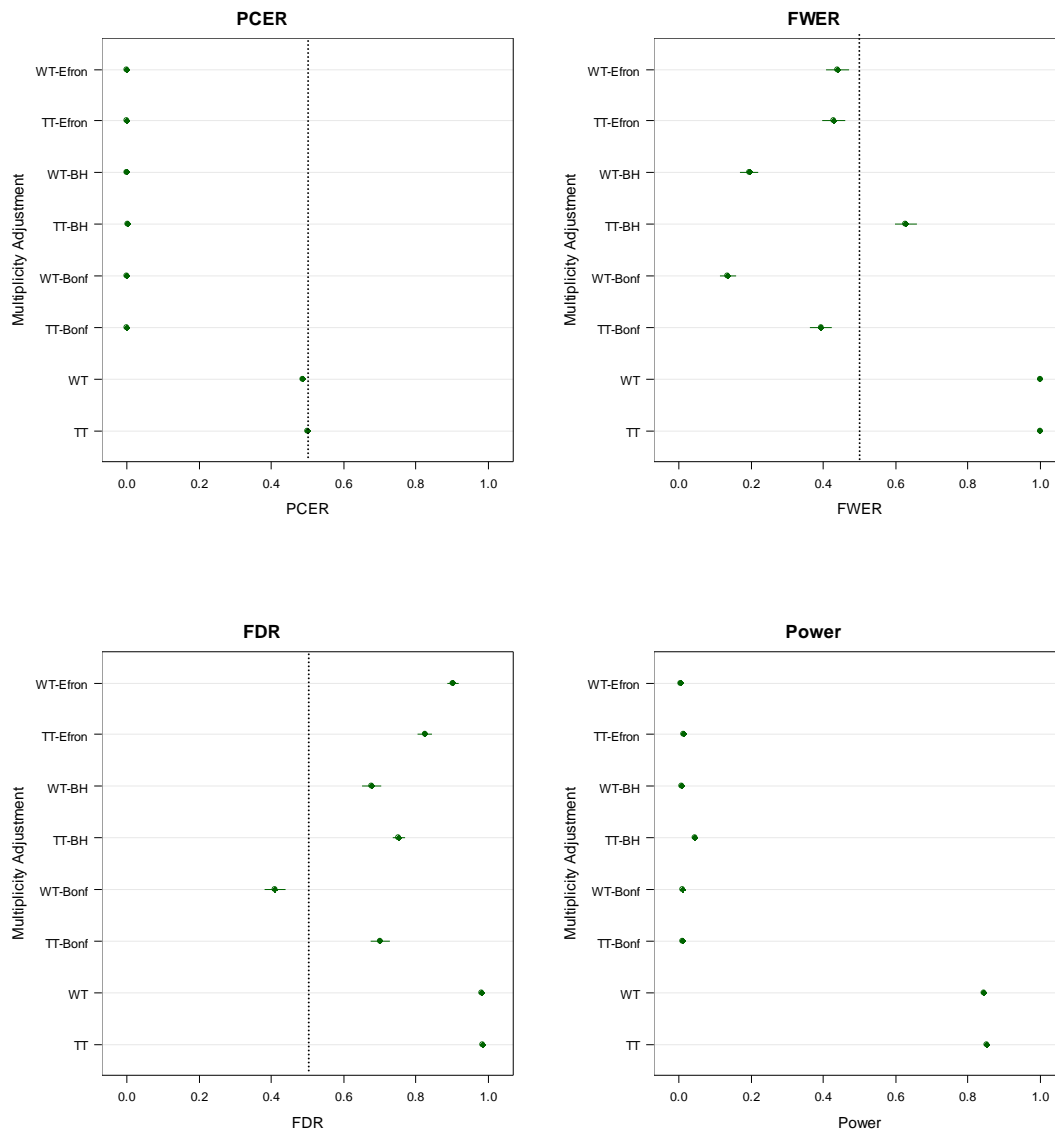 PCER
Multiplicity Adjustment
WT-Efron
TT-Efron
WT-BH
TT-BH
WT-Bonf
TT-Bonf
WT
TT
0.0 0.2 0.4 0.6 0.8 1.0
PCER
FWER
Multiplicity Adjustment
WT-Efron
TT-Efron
WT-BH
TT-BH
WT-Bonf
TT-Bonf
WT
TT
0.0 0.2 0.4 0.6 0.8 1.0
FWER
FDR
Multiplicity Adjustment
WT-Efron
TT-Efron
WT-BH
TT-BH
WT-Bonf
TT-Bonf
WT
TT
0.0 0.2 0.4 0.6 0.8 1.0
FDR
Power
Multiplicity Adjustment
WT-Efron
TT-Efron
WT-BH
TT-BH
WT-Bonf
TT-Bonf
WT
TT
0.0 0.2 0.4 0.6 0.8 1.0
Power